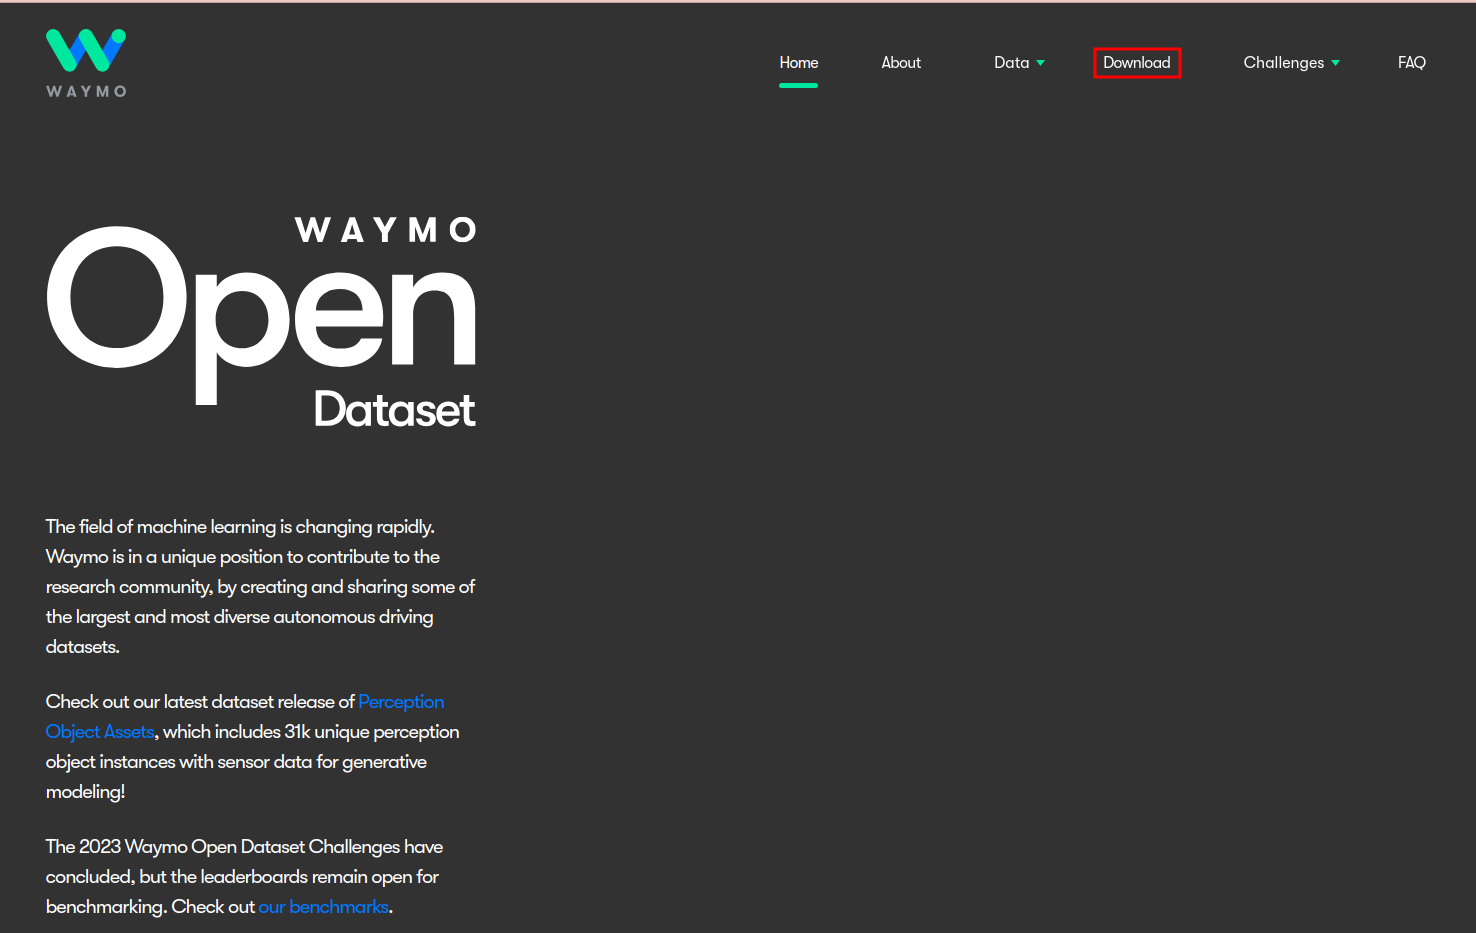 WAYMO
Home About Data Download Challenges FAQ
WAYMO
Open
Dataset
The field of machine learning is changing rapidly.
Waymo is in a unique position to contribute to the
research community, by creating and sharing some of
the largest and most diverse autonomous driving
datasets.
Check out our latest dataset release of Perception
Object Assets, which includes 31k unique perception
object instances with sensor data for generative
modeling!
The 2023 Waymo Open Dataset Challenges have
concluded, but the leaderboards remain open for
benchmarking. Check out our benchmarks.